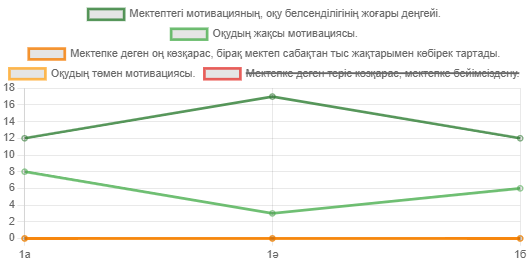 Мектептегі мотивацияның, оқу белсенділігінің жоғары деңгейі.
Оқудың жақсы мотивациясы.
Мектепке деген оң көзқарас, бірақ мектеп сабақтан тыс жақтарымен көбірек тартады.
Оқудың төмен мотивациясы. Мектепке деген теріс көзқарас, мектепке бейімсіздену.
18
16
14
12
10
8
6
4
2
0
1а 1ә 1б